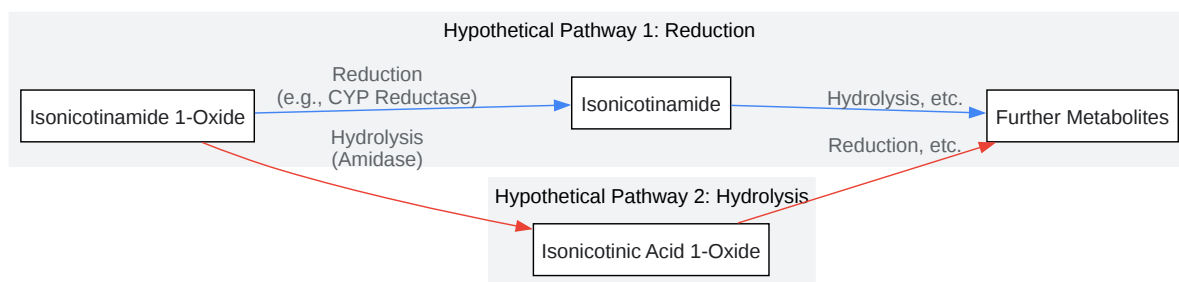 Hypothetical Pathway 1: Reduction
Reduction
(e.g., CYP Reductase)
Isonicotinamide 1-Oxide
Isonicotinamide
Hydrolysis, etc.
Further Metabolites
Hydrolysis
(Amidase)
Reduction, etc.
Hypothetical Pathway 2: Hydrolysis
Isonicotinic Acid 1-Oxide